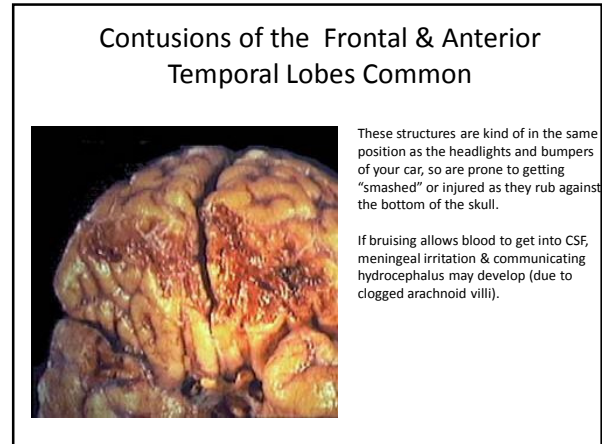 Contusions of the Frontal & Anterior
Temporal Lobes Common
These structures are kind of in the same
position as the headlights and bumpers
of your car, so are prone to getting
“smashed” or injured as they rub against
the bottom of the skull.
If bruising allows blood to get into CSF,
meningeal irritation & communicating
hydrocephalus may develop (due to
clogged arachnoid villi).